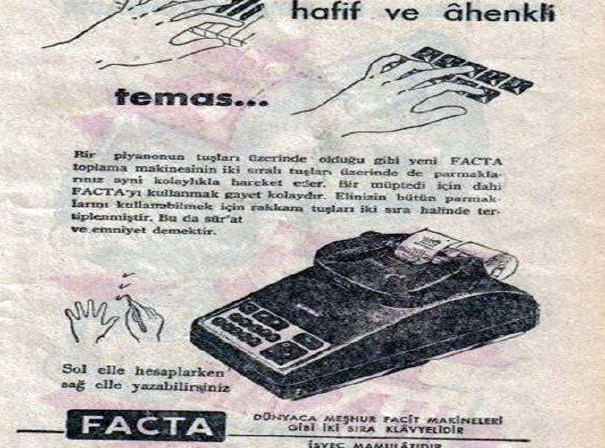 hafif ve âhenkli
temas...
Bir piyanonun tuşları üzerinde olduğu gibi yeni FACTA
toplama makinesinin iki sıralı tuşları üzerinde de parmakla-
rınız ayni kolaylıkla hareket eder. Bir müptedi için dahi
FACTA'yı kullanmak gayet kolaydır. Elinizin bütün parmak-
larını kullanabilmek için rakkam tuşları iki sıra halinde ter-
tiplenmiştir. Bu da sür'at
ve emniyet demektir.
Sol elle hesaplarken
sağ elle yazabilirsiniz
FACTA
DÜNYACA MEŞHUR FACİT MAKİNELERİ
GİBİ İKİ SIRA KLÂVYELİDİR
İSVEÇ MAMULÂTIDIR